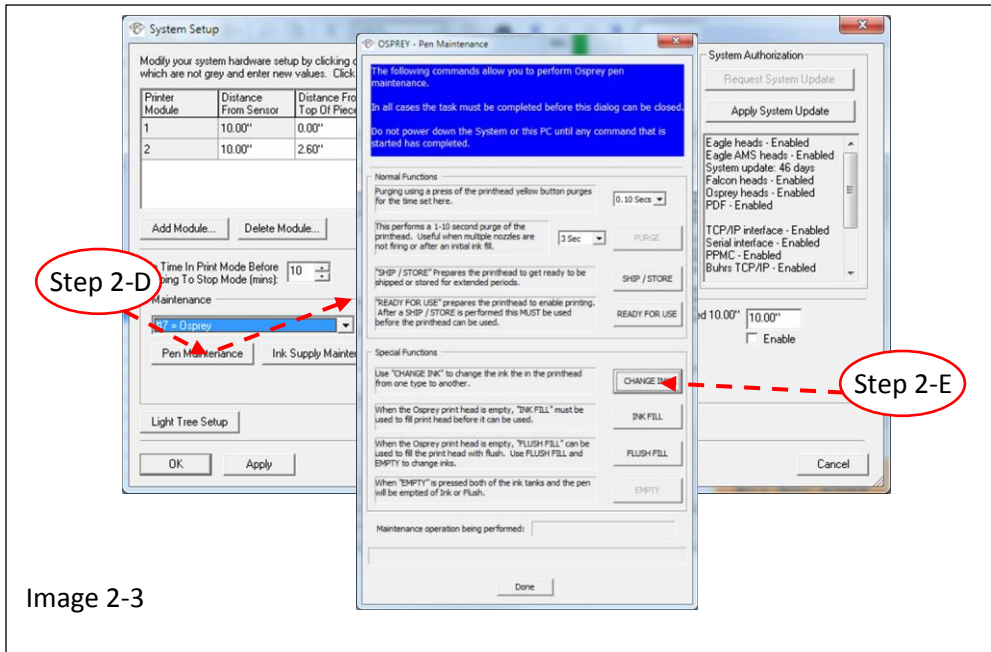 System Setup
Modify your system hardware setup by clicking
which are not grey and enter new values. Click
Printer Module
Distance From Sensor
Distance Fro
Top Of Piece
1 10.00" 0.00"
2 10.00" 2.60"
Add Module... Delete Module...
Time In Print Mode Before
To Stop Mode (mins):
10
Maintenance
#7 = Osprey
Pen Maintenance
Ink Supply Mainte
Light Tree Setup
OK
Apply
Step 2-D
OSPREY - Pen Maintenance
The following commands allow you to perform Osprey pen
maintenance.
In all cases the task must be completed before this dialog can be closed.
Do not power down the System or this PC until any command that is
started has completed.
Normal Functions
Purging using a press of the printhead yellow button purges
for the time set here.
0.10 Secs
This performs a 1-10 second purge of the
printhead. Useful when multiple nozzles are
not firing or after an initial ink fill.
3 Sec
PURGE
"SHIP / STORE" Prepares the printhead to get ready to be
shipped or stored for extended periods.
SHIP / STORE
"READY FOR USE" prepares the printhead to enable printing.
After a SHIP / STORE is performed this MUST be used
before the printhead can be used.
READY FOR USE
Special Functions
Use "CHANGE INK" to change the ink the in the printhead
from one type to another.
CHANGE INK
When the Osprey print head is empty, "INK FILL" must be
used to fill print head before it can be used.
INK FILL
When the Osprey print head is empty, "FLUSH FILL" can be
used to fill the print head with flush. Use FLUSH FILL and
EMPTY to change inks.
FLUSH FILL
When "EMPTY" is pressed both of the ink tanks and the pen
will be emptied of Ink or Flush.
EMPTY
Maintenance operation being performed:
Done
System Authorization
Request System Update
Apply System Update
Eagle heads - Enabled
Eagle AMS heads - Enabled
System update: 46 days
Falcon heads - Enabled
Osprey heads - Enabled
PDF - Enabled
TCP/IP interface - Enabled
Serial interface - Enabled
PPMC - Enabled
Buhrs TCP/IP - Enabled
10.00" 10.00"
Enable
Step 2-E
Cancel
Image 2-3